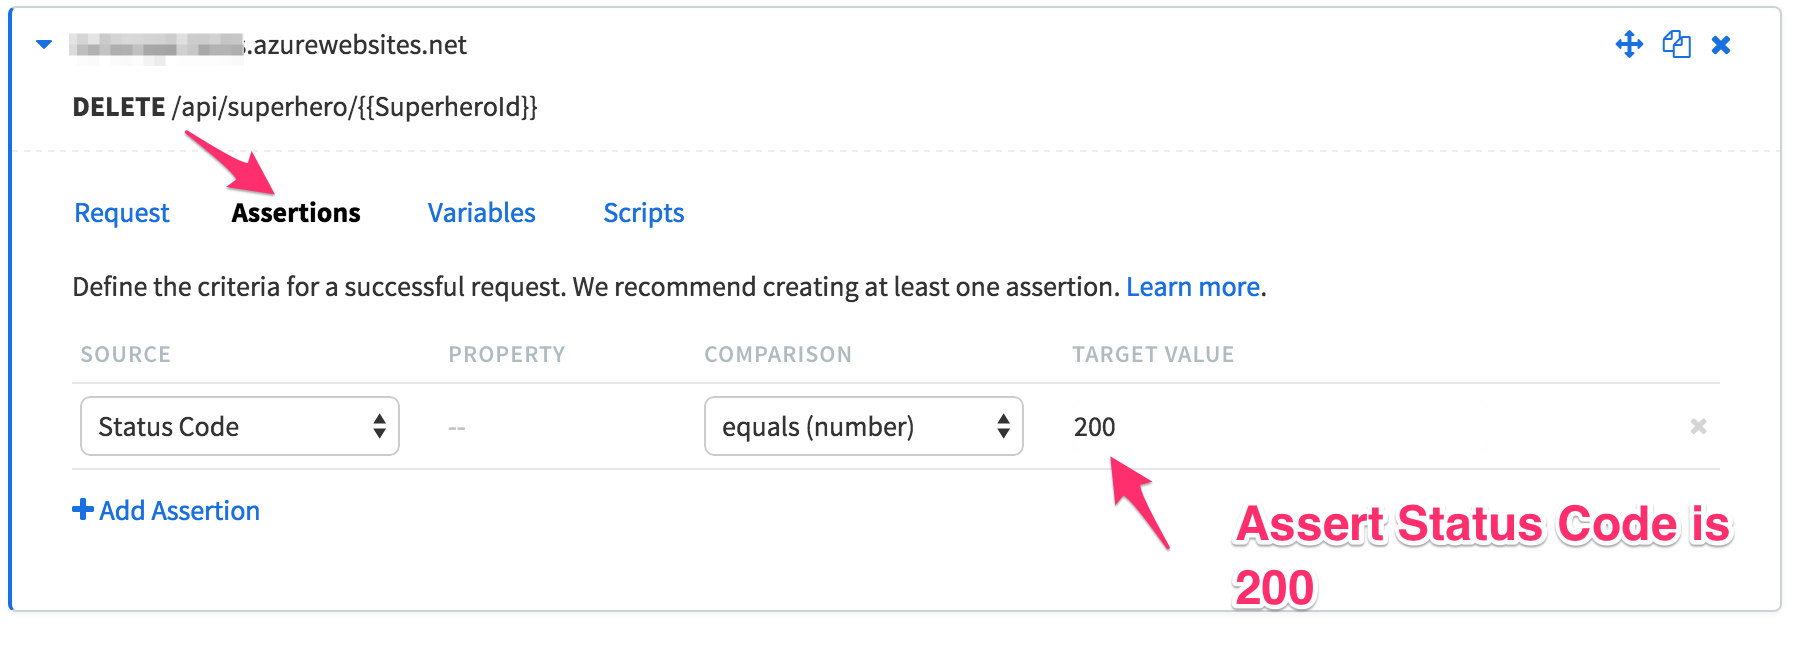 .azurewebsites.net
DELETE /api/superhero/{{SuperheroId}}
Request Assertions Variables Scripts
Define the criteria for a successful request. We recommend creating at least one assertion. Learn more.
SOURCE PROPERTY COMPARISON TARGET VALUE
Status Code -- equals (number) 200
Add Assertion
Assert Status Code is
200